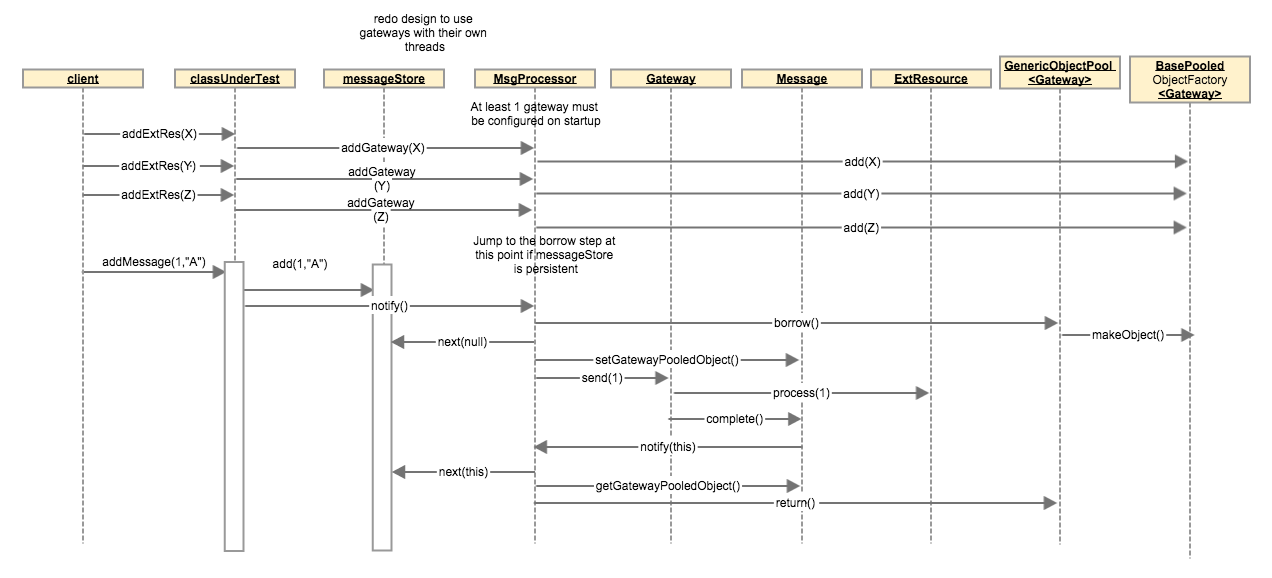 redo design to use
gateways with their own
threads
client
classUnderTest
messageStore
MsgProcessor
Gateway
Message
ExtResource
GenericObjectPool
<Gateway>
BasePooled
ObjectFactory
<Gateway>
At least 1 gateway must
be configured on startup
addExtRes(X)
addGateway(X)
add(X)
addExtRes(Y)
addGateway
(Y)
add(Y)
addExtRes(Z)
addGateway
(Z)
add(Z)
Jump to the borrow step at
this point if messageStore
is persistent
addMessage(1,"A")
add(1,"A")
notify()
borrow()
makeObject()
next(null)
setGatewayPooledObject()
send(1)
process(1)
complete()
notify(this)
next(this)
getGatewayPooledObject()
return()